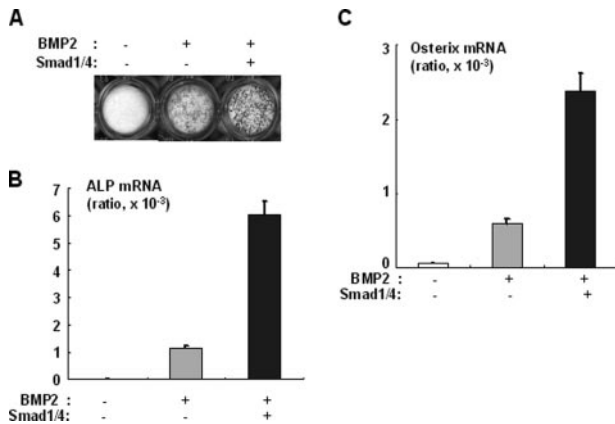 A
BMP2 : - + +
Smad1/4: - - +
B
ALP mRNA
(ratio, x 10-3)
7
6
5
4
3
2
1
0
BMP2 : - + +
Smad1/4: - - +
C
Osterix mRNA
(ratio, x 10-3)
3
2
1
0
BMP2 : - + +
Smad1/4: - - +